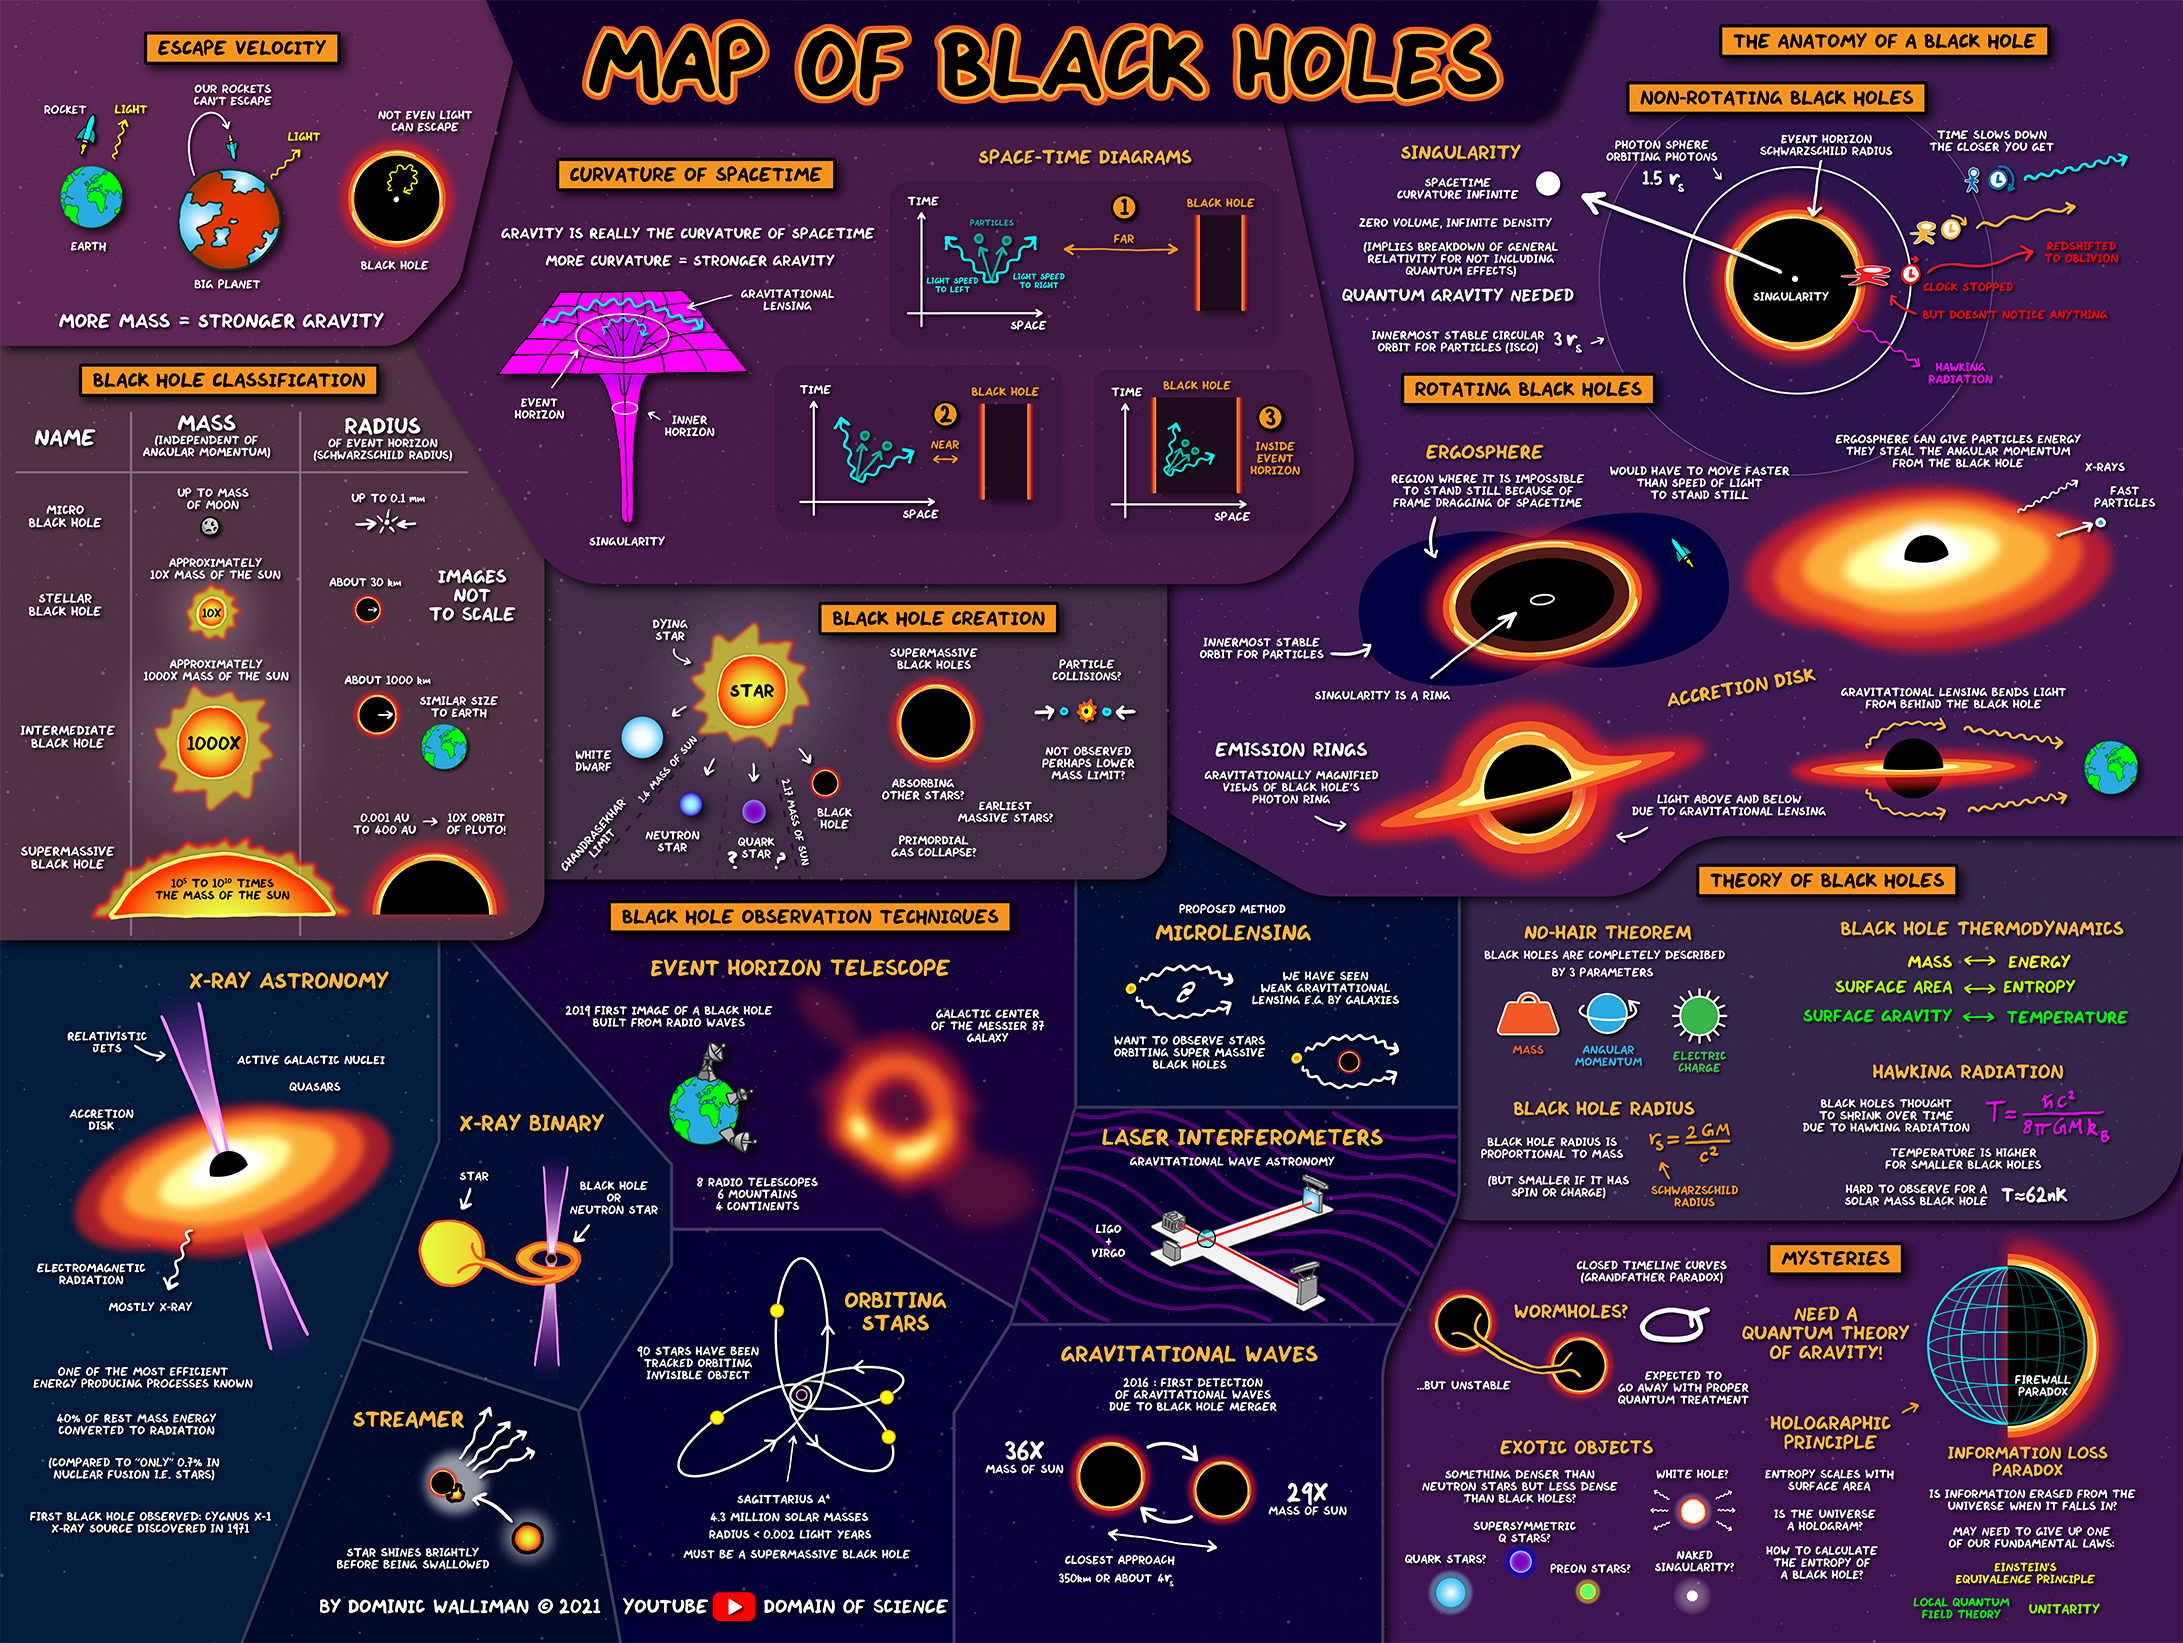 MAP OF BLACK HOLES
ESCAPE VELOCITY
ROCKET
LIGHT
OUR ROCKETS
CAN'T ESCAPE
LIGHT
NOT EVEN LIGHT
CAN ESCAPE
EARTH
BIG PLANET
BLACK HOLE
MORE MASS = STRONGER GRAVITY
BLACK HOLE CLASSIFICATION
NAME
MASS
(INDEPENDENT OF
ANGULAR MOMENTUM)
RADIUS
OF EVENT HORIZON
(SCHWARZSCHILD RADIUS)
MICRO
BLACK HOLE
UP TO MASS
OF MOON
UP TO 0.1 mm
STELLAR
BLACK HOLE
APPROXIMATELY
10X MASS OF THE SUN
10X
ABOUT 30 km
IMAGES
NOT
TO SCALE
INTERMEDIATE
BLACK HOLE
APPROXIMATELY
1000X MASS OF THE SUN
1000X
ABOUT 1000 km
SIMILAR SIZE
TO EARTH
SUPERMASSIVE
BLACK HOLE
10⁵ TO 10¹⁰ TIMES
THE MASS OF THE SUN
0.001 AU
TO 400 AU
→ 10X ORBIT
OF PLUTO!
CURVATURE OF SPACETIME
GRAVITY IS REALLY THE CURVATURE OF SPACETIME
MORE CURVATURE = STRONGER GRAVITY
GRAVITATIONAL
LENSING
EVENT
HORIZON
INNER
HORIZON
SINGULARITY
SPACE-TIME DIAGRAMS
TIME
PARTICLES
LIGHT SPEED
TO LEFT
LIGHT SPEED
TO RIGHT
SPACE
1
FAR
BLACK HOLE
TIME
2
NEAR
BLACK HOLE
SPACE
TIME
BLACK HOLE
3
INSIDE
EVENT
HORIZON
SPACE
THE ANATOMY OF A BLACK HOLE
NON-ROTATING BLACK HOLES
SINGULARITY
SPACETIME
CURVATURE INFINITE
ZERO VOLUME, INFINITE DENSITY
(IMPLIES BREAKDOWN OF GENERAL
RELATIVITY FOR NOT INCLUDING
QUANTUM EFFECTS)
QUANTUM GRAVITY NEEDED
INNERMOST STABLE CIRCULAR
ORBIT FOR PARTICLES (ISCO)
3 rs
PHOTON SPHERE
ORBITING PHOTONS
1.5 rs
EVENT HORIZON
SCHWARZSCHILD RADIUS
TIME SLOWS DOWN
THE CLOSER YOU GET
SINGULARITY
REDSHIFTED
TO OBLIVION
CLOCK STOPPED
BUT DOESN'T NOTICE ANYTHING
HAWKING
RADIATION
ROTATING BLACK HOLES
ERGOSPHERE
REGION WHERE IT IS IMPOSSIBLE
TO STAND STILL BECAUSE OF
FRAME DRAGGING OF SPACETIME
WOULD HAVE TO MOVE FASTER
THAN SPEED OF LIGHT
TO STAND STILL
ERGOSPHERE CAN GIVE PARTICLES ENERGY
THEY STEAL THE ANGULAR MOMENTUM
FROM THE BLACK HOLE
X-RAYS
FAST
PARTICLES
INNERMOST STABLE
ORBIT FOR PARTICLES
SINGULARITY IS A RING
ACCRETION DISK
EMISSION RINGS
GRAVITATIONALLY MAGNIFIED
VIEWS OF BLACK HOLE'S
PHOTON RING
GRAVITATIONAL LENSING BENDS LIGHT
FROM BEHIND THE BLACK HOLE
LIGHT ABOVE AND BELOW
DUE TO GRAVITATIONAL LENSING
BLACK HOLE CREATION
DYING
STAR
STAR
WHITE
DWARF
CHANDRASEKHAR
LIMIT
1.4 MASS OF SUN
NEUTRON
STAR
QUARK
? STAR ?
2.17 MASS OF SUN
BLACK
HOLE
SUPERMASSIVE
BLACK HOLES
ABSORBING
OTHER STARS?
EARLIEST
MASSIVE STARS?
PRIMORDIAL
GAS COLLAPSE?
PARTICLE
COLLISIONS?
NOT OBSERVED
PERHAPS LOWER
MASS LIMIT?
BLACK HOLE OBSERVATION TECHNIQUES
X-RAY ASTRONOMY
RELATIVISTIC
JETS
ACTIVE GALACTIC NUCLEI
QUASARS
ACCRETION
DISK
ELECTROMAGNETIC
RADIATION
MOSTLY X-RAY
ONE OF THE MOST EFFICIENT
ENERGY PRODUCING PROCESSES KNOWN
40% OF REST MASS ENERGY
CONVERTED TO RADIATION
(COMPARED TO "ONLY" 0.7% IN
NUCLEAR FUSION I.E. STARS)
FIRST BLACK HOLE OBSERVED: CYGNUS X-1
X-RAY SOURCE DISCOVERED IN 1971
X-RAY BINARY
STAR
BLACK HOLE
OR
NEUTRON STAR
STREAMER
STAR SHINES BRIGHTLY
BEFORE BEING SWALLOWED
EVENT HORIZON TELESCOPE
2019 FIRST IMAGE OF A BLACK HOLE
BUILT FROM RADIO WAVES
GALACTIC CENTER
OF THE MESSIER 87
GALAXY
8 RADIO TELESCOPES
6 MOUNTAINS
4 CONTINENTS
ORBITING
STARS
90 STARS HAVE BEEN
TRACKED ORBITING
INVISIBLE OBJECT
SAGITTARIUS A*
4.3 MILLION SOLAR MASSES
RADIUS < 0.002 LIGHT YEARS
MUST BE A SUPERMASSIVE BLACK HOLE
PROPOSED METHOD
MICROLENSING
WE HAVE SEEN
WEAK GRAVITATIONAL
LENSING E.G. BY GALAXIES
WANT TO OBSERVE STARS
ORBITING SUPER MASSIVE
BLACK HOLES
LASER INTERFEROMETERS
GRAVITATIONAL WAVE ASTRONOMY
LIGO
+
VIRGO
GRAVITATIONAL WAVES
2016 : FIRST DETECTION
OF GRAVITATIONAL WAVES
DUE TO BLACK HOLE MERGER
36X
MASS OF SUN
29X
MASS OF SUN
CLOSEST APPROACH
350km OR ABOUT 4rs
THEORY OF BLACK HOLES
NO-HAIR THEOREM
BLACK HOLES ARE COMPLETELY DESCRIBED
BY 3 PARAMETERS
MASS
ANGULAR
MOMENTUM
ELECTRIC
CHARGE
BLACK HOLE RADIUS
BLACK HOLE RADIUS IS
PROPORTIONAL TO MASS
(BUT SMALLER IF IT HAS
SPIN OR CHARGE)
rs = 2GM / c²
SCHWARZSCHILD
RADIUS
BLACK HOLE THERMODYNAMICS
MASS ↔ ENERGY
SURFACE AREA ↔ ENTROPY
SURFACE GRAVITY ↔ TEMPERATURE
HAWKING RADIATION
BLACK HOLES THOUGHT
TO SHRINK OVER TIME
DUE TO HAWKING RADIATION
T = ħc² / 8πGMkB
TEMPERATURE IS HIGHER
FOR SMALLER BLACK HOLES
HARD TO OBSERVE FOR A
SOLAR MASS BLACK HOLE
T≈62nK
MYSTERIES
CLOSED TIMELINE CURVES
(GRANDFATHER PARADOX)
WORMHOLES?
...BUT UNSTABLE
EXPECTED TO
GO AWAY WITH PROPER
QUANTUM TREATMENT
NEED A
QUANTUM THEORY
OF GRAVITY!
FIREWALL
PARADOX
HOLOGRAPHIC
PRINCIPLE
ENTROPY SCALES WITH
SURFACE AREA
IS THE UNIVERSE
A HOLOGRAM?
HOW TO CALCULATE
THE ENTROPY OF
A BLACK HOLE?
EXOTIC OBJECTS
SOMETHING DENSER THAN
NEUTRON STARS BUT LESS DENSE
THAN BLACK HOLES?
SUPERSYMMETRIC
Q STARS?
QUARK STARS?
PREON STARS?
WHITE HOLE?
NAKED
SINGULARITY?
INFORMATION LOSS
PARADOX
IS INFORMATION ERASED FROM THE
UNIVERSE WHEN IT FALLS IN?
MAY NEED TO GIVE UP ONE
OF OUR FUNDAMENTAL LAWS:
EINSTEIN'S
EQUIVALENCE PRINCIPLE
LOCAL QUANTUM
FIELD THEORY
UNITARITY
BY DOMINIC WALLIMAN © 2021
YOUTUBE DOMAIN OF SCIENCE